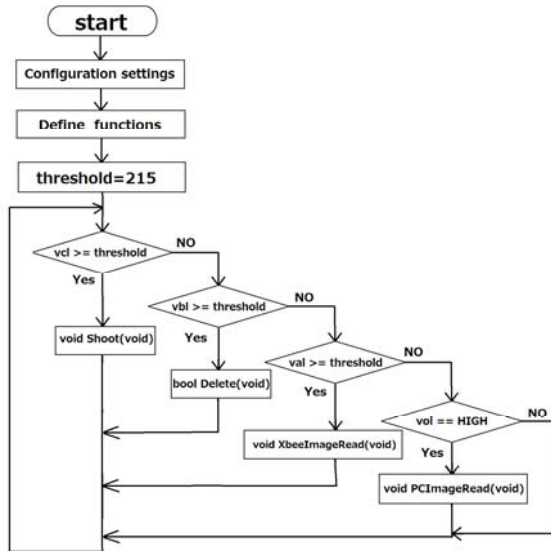 start
Configuration settings
Define functions
threshold=215
vcl >= threshold
NO
Yes
vbl >= threshold
NO
void Shoot(void)
Yes
val >= threshold
NO
bool Delete(void)
Yes
vol == HIGH
NO
void XbeeImageRead(void)
Yes
void PCImageRead(void)